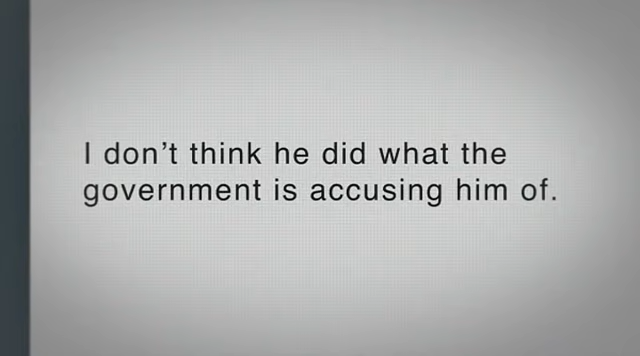 I don’t think he did what the
government is accusing him of.